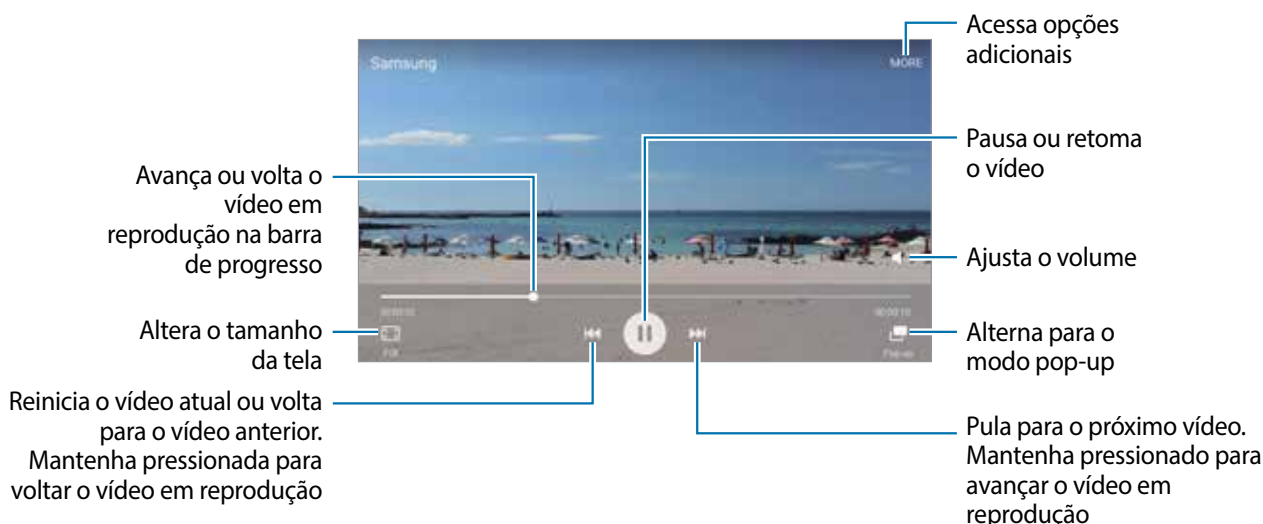 Acessa opções
adicionais
Samsung
MORE
Pausa ou retoma
o vídeo
Avança ou volta o
vídeo em
reprodução na barra
de progresso
Ajusta o volume
Altera o tamanho
da tela
Alterna para o
modo pop-up
Pop-up
Reinicia o vídeo atual ou volta
para o vídeo anterior.
Mantenha pressionada para
voltar o vídeo em reprodução
Pula para o próximo vídeo.
Mantenha pressionado para
avançar o vídeo em
reprodução